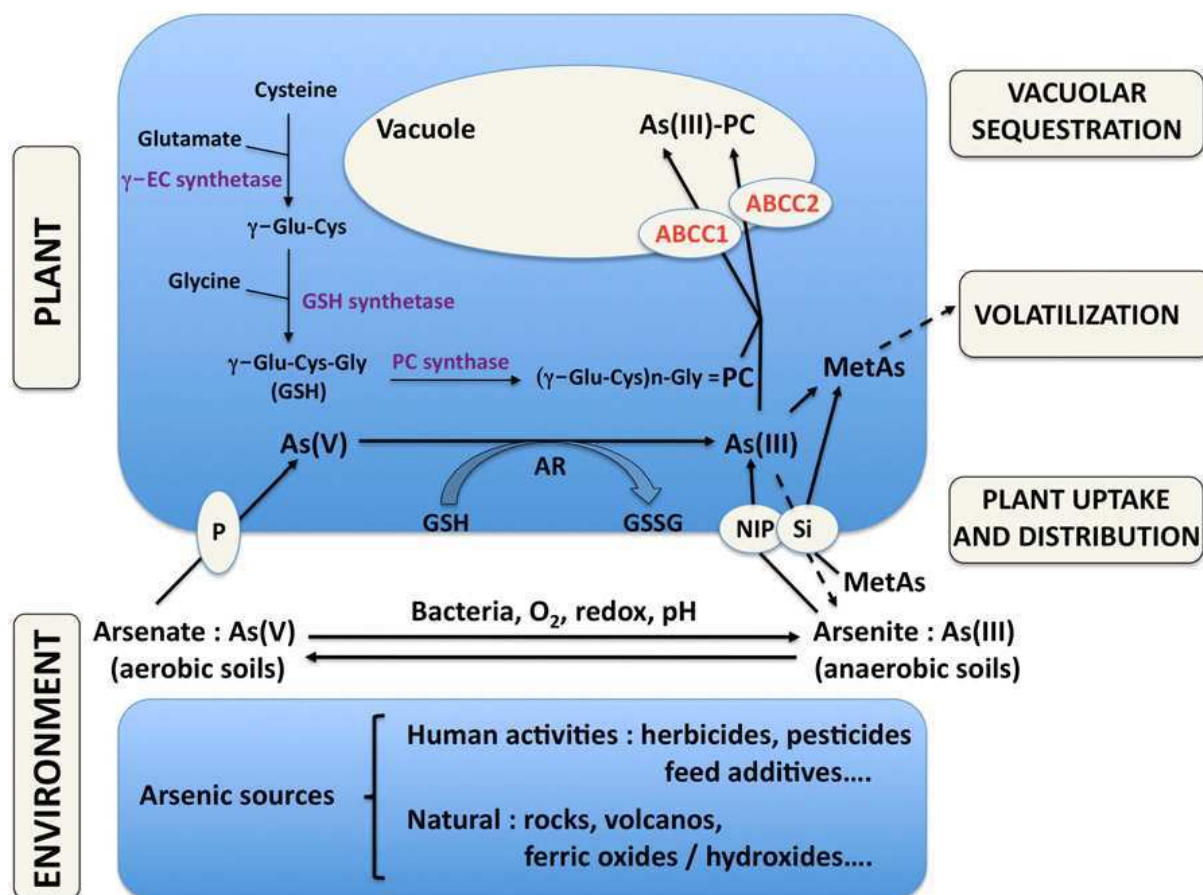 PLANT
Cysteine
Glutamate
γ–EC synthetase
γ–Glu-Cys
Glycine
GSH synthetase
γ–Glu-Cys-Gly
(GSH)
PC synthase
(γ–Glu-Cys)n-Gly =PC
Vacuole
As(III)-PC
ABCC2
ABCC1
MetAs
As(V)
As(III)
AR
GSH
GSSG
P
NIP
Si
VACUOLAR
SEQUESTRATION
VOLATILIZATION
PLANT UPTAKE
AND DISTRIBUTION
ENVIRONMENT
MetAs
Bacteria, O₂, redox, pH
Arsenate : As(V)
(aerobic soils)
Arsenite : As(III)
(anaerobic soils)
Arsenic sources
Human activities : herbicides, pesticides
feed additives....
Natural : rocks, volcanos,
ferric oxides / hydroxides....